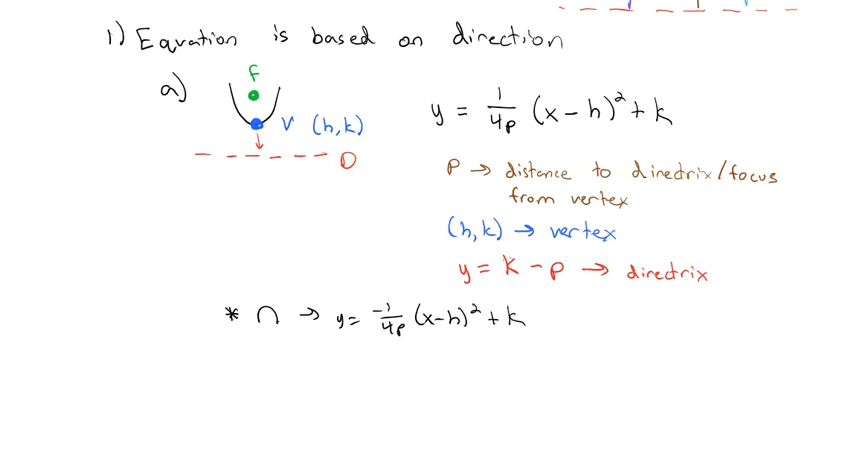 1) Equation is based on direction
a)
F
V (h,k)
D
y = 1/4p (x-h)² + k
p → distance to directrix/focus
from vertex
(h,k) → vertex
y = k - p → directrix
* ∩ → y = -1/4p (x-h)² + k